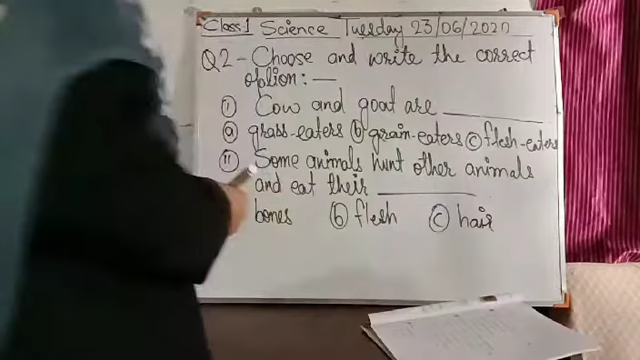 Class 1 Science Tuesday 23/06/2020
Q2 - Choose and write the correct
option: —
(i) Cow and goat are ________
(a) grass-eaters (b) grain-eaters (c) flesh-eaters
(ii) Some animals hunt other animals
and eat their ________
bones (b) flesh (c) hair